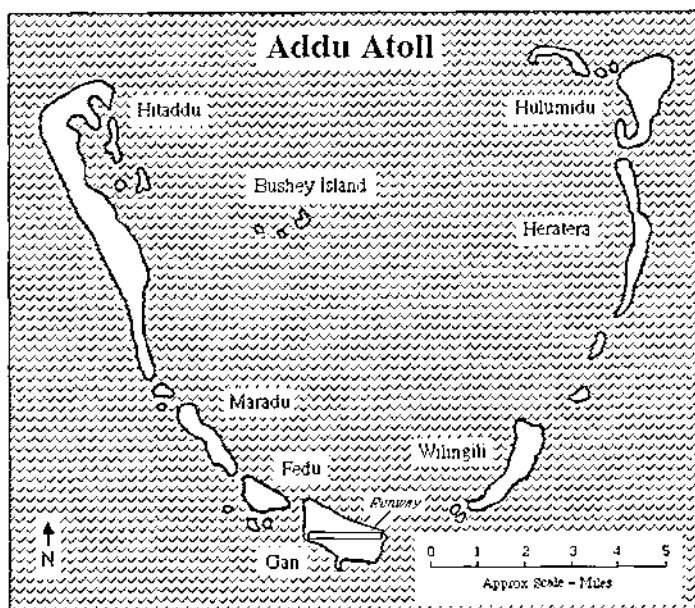 Addu Atoll
Hitaddu
Hulumidu
Bushey Island
Heratera
Maradu
Wilingili
Fedu
Runway
Gan
N
0 1 2 3 4 5
Approx Scale - Miles